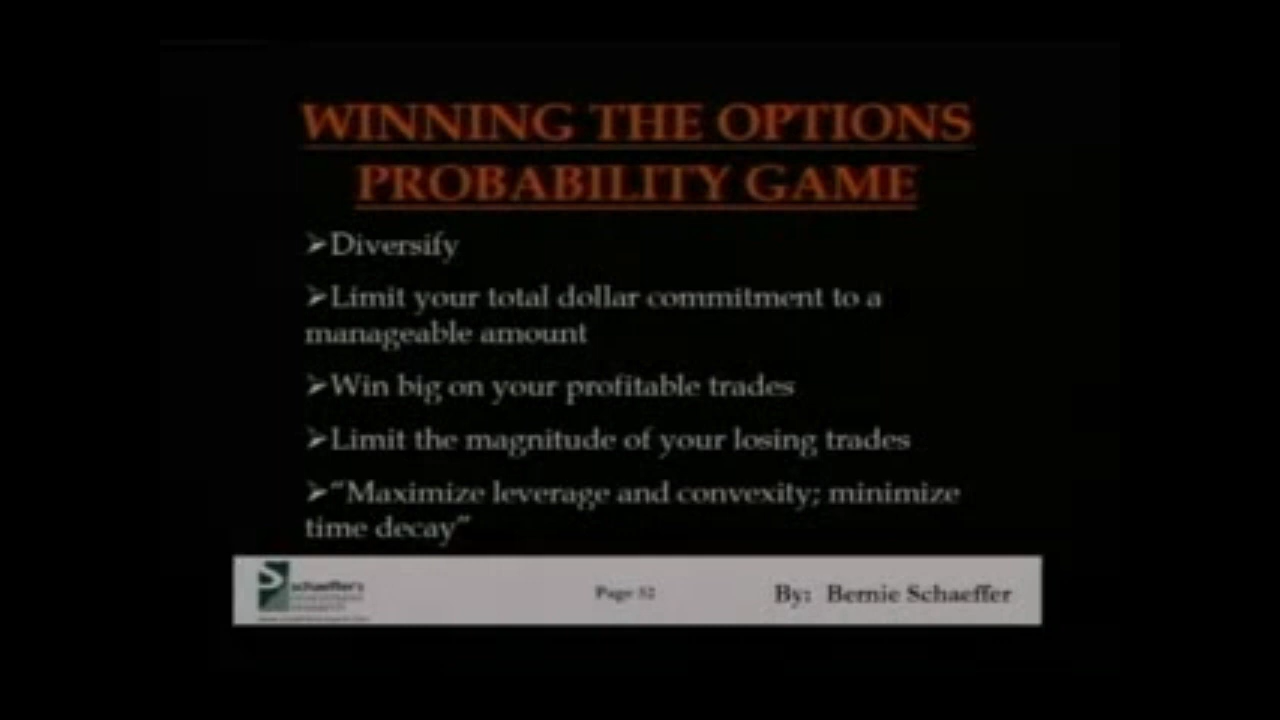 WINNING THE OPTIONS
PROBABILITY GAME
➢Diversify
➢Limit your total dollar commitment to a
manageable amount
➢Win big on your profitable trades
➢Limit the magnitude of your losing trades
➢"Maximize leverage and convexity; minimize
time decay"
schaeffer's
Page 32
By: Bernie Schaeffer